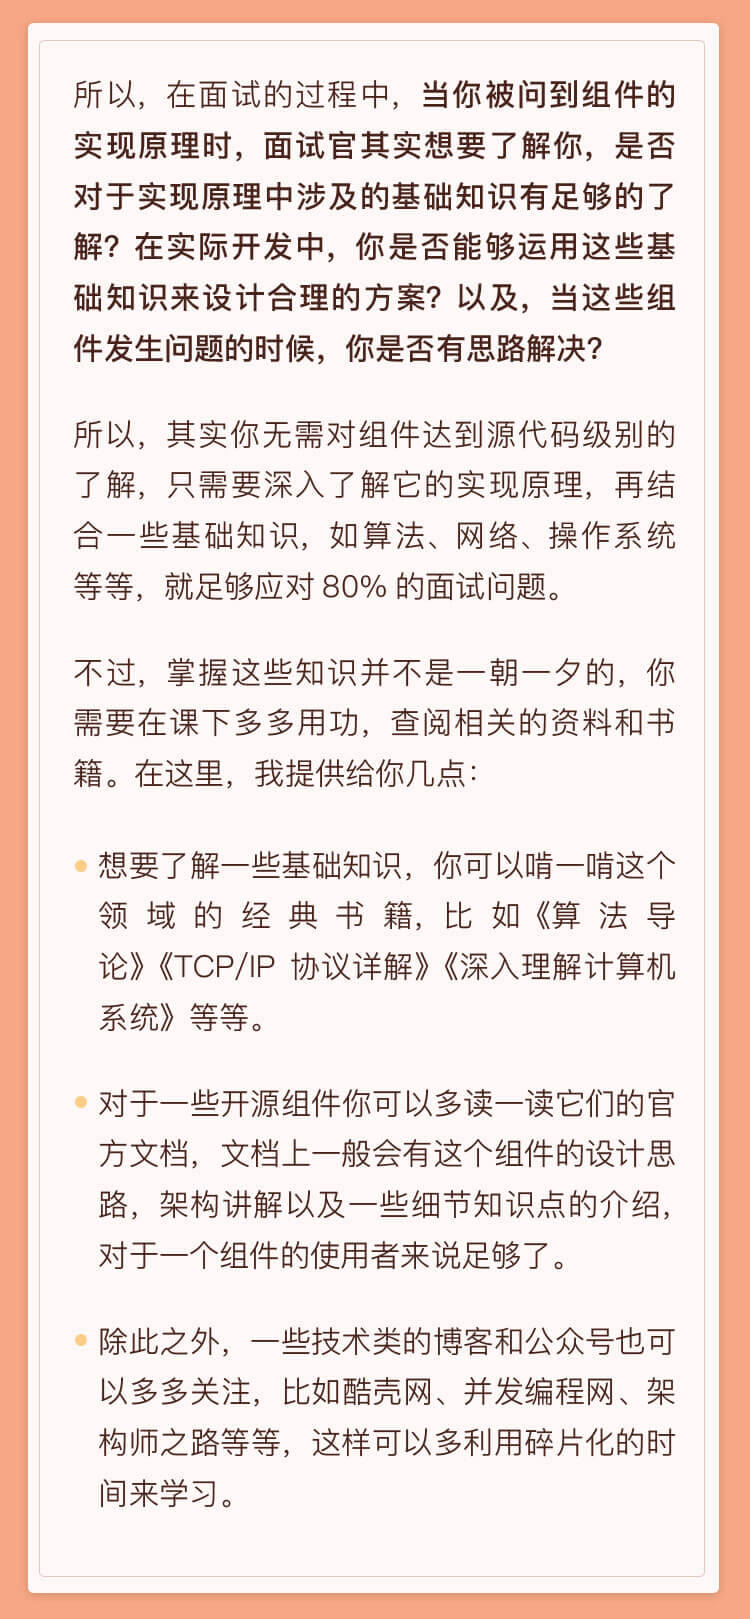 所以，在面试的过程中，当你被问到组件的
实现原理时，面试官其实想要了解你，是否
对于实现原理中涉及的基础知识有足够的了
解？在实际开发中，你是否能够运用这些基
础知识来设计合理的方案？以及，当这些组
件发生问题的时候，你是否有思路解决？
所以，其实你无需对组件达到源代码级别的
了解，只需要深入了解它的实现原理，再结
合一些基础知识，如算法、网络、操作系统
等等，就足够应对 80% 的面试问题。
不过，掌握这些知识并不是一朝一夕的，你
需要在课下多多用功，查阅相关的资料和书
籍。在这里，我提供给你几点：
想要了解一些基础知识，你可以啃一啃这个
领域的经典书籍，比如《算法导
论》《TCP/IP 协议详解》《深入理解计算机
系统》等等。
对于一些开源组件你可以多读一读它们的官
方文档，文档上一般会有这个组件的设计思
路，架构讲解以及一些细节知识点的介绍，
对于一个组件的使用者来说足够了。
除此之外，一些技术类的博客和公众号也可
以多多关注，比如酷壳网、并发编程网、架
构师之路等等，这样可以多利用碎片化的时
间来学习。